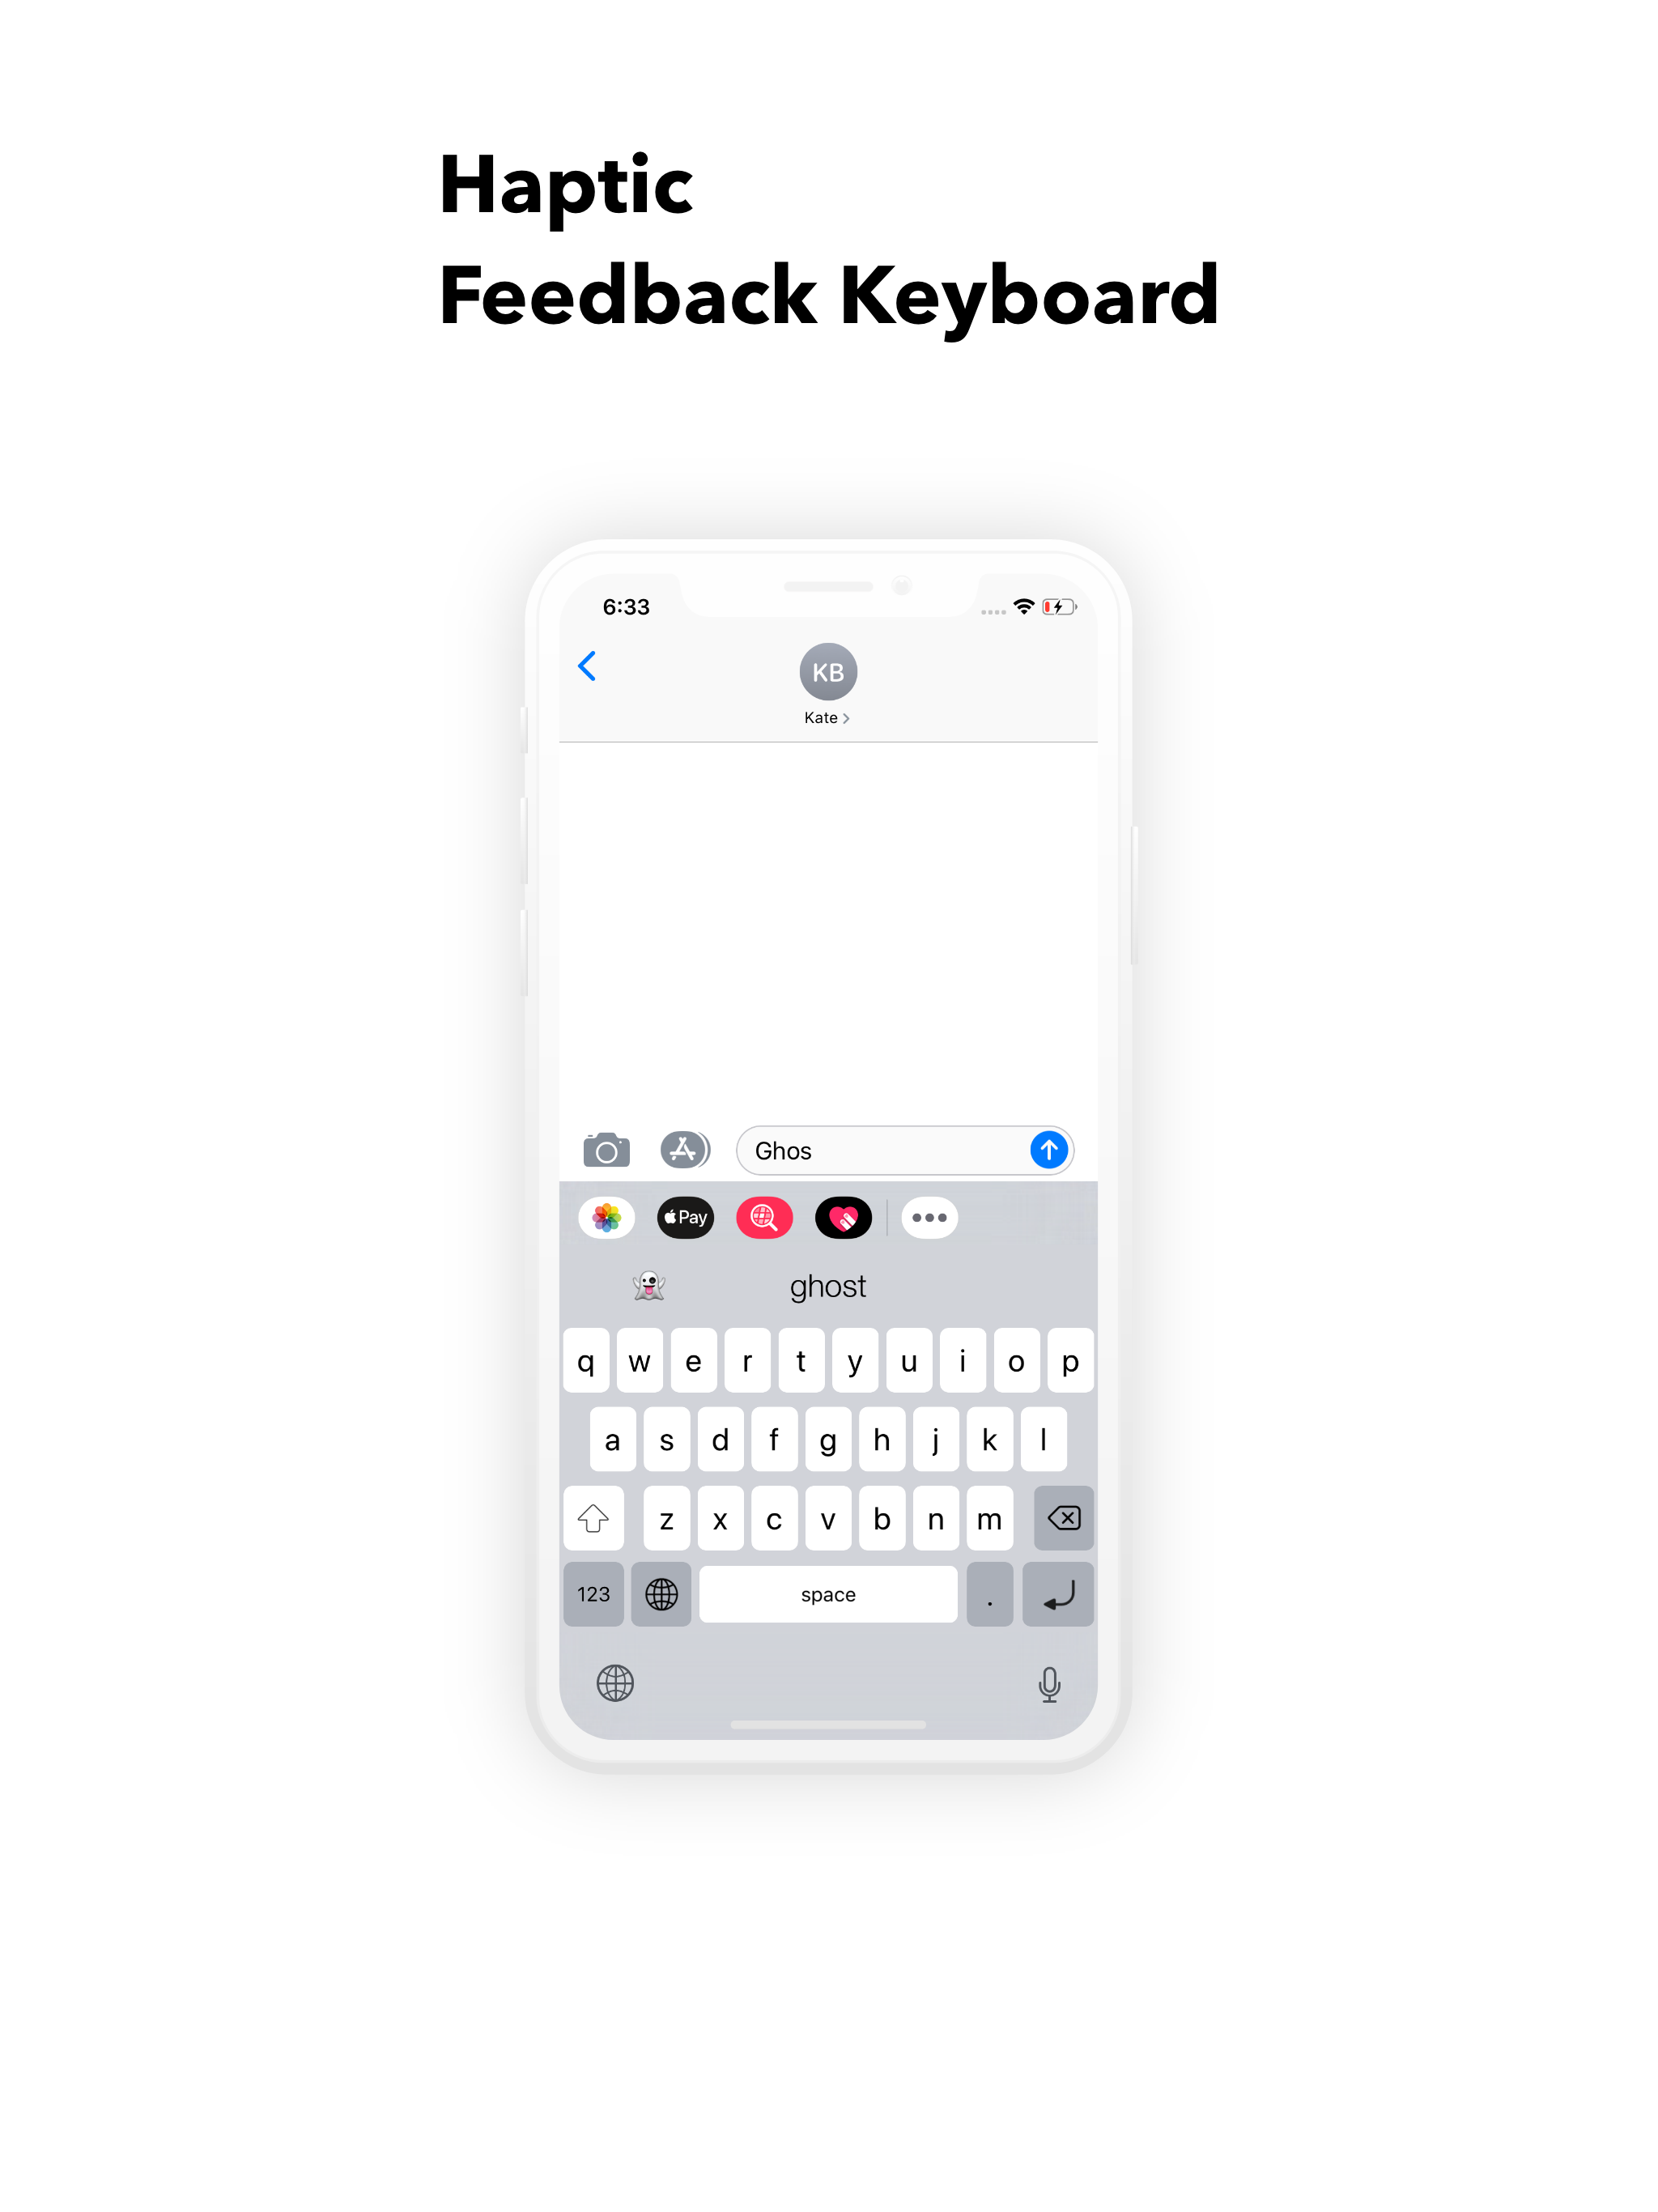 Haptic
Feedback Keyboard
6:33
KB
Kate
Ghos
Pay
ghost
q w e r t y u i o p
a s d f g h j k l
z x c v b n m
123 space .